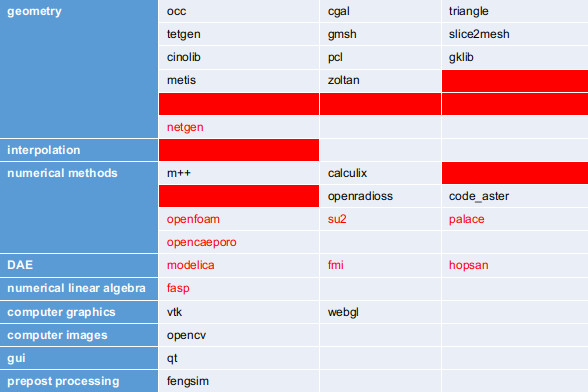 geometry occ cgal triangle
tetgen gmsh slice2mesh
cinolib pcl gklib
metis zoltan
netgen
interpolation
numerical methods m++ calculix
openradioss code_aster
openfoam su2 palace
opencaeporo
DAE modelica fmi hopsan
numerical linear algebra fasp
computer graphics vtk webgl
computer images opencv
gui qt
prepost processing fengsim